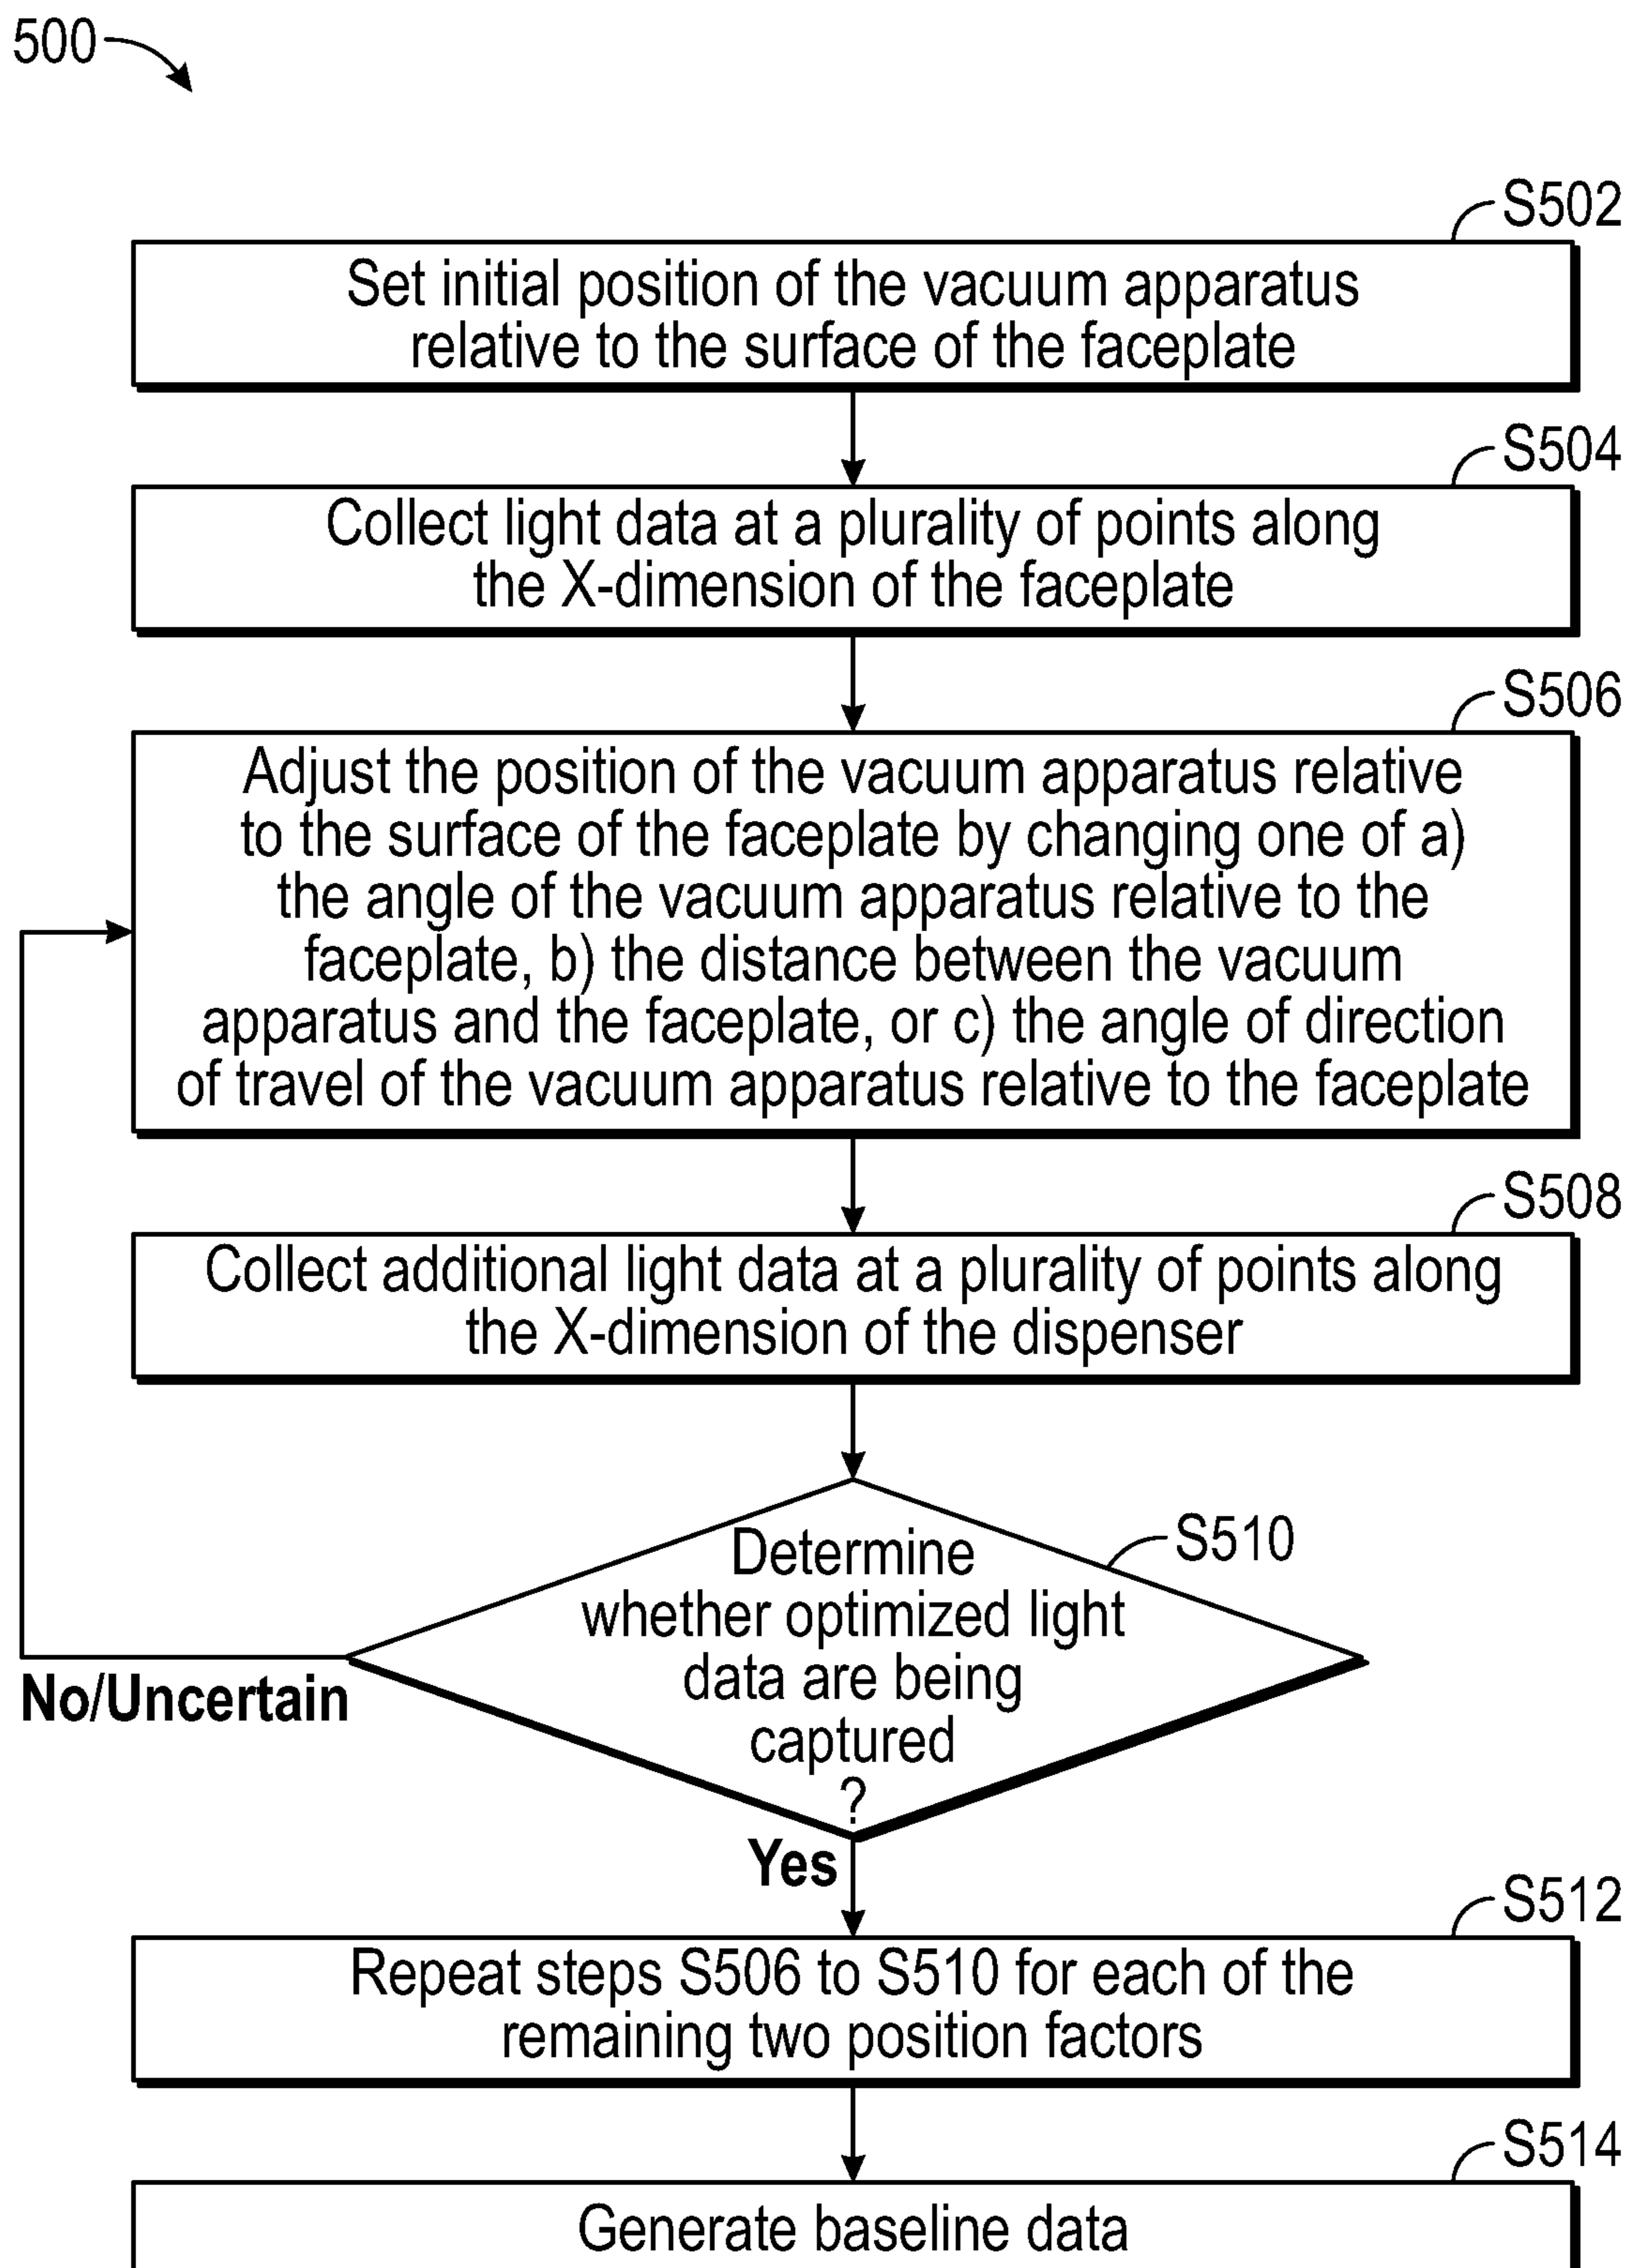 500
S502
Set initial position of the vacuum apparatus
relative to the surface of the faceplate
S504
Collect light data at a plurality of points along
the X-dimension of the faceplate
S506
Adjust the position of the vacuum apparatus relative
to the surface of the faceplate by changing one of a)
the angle of the vacuum apparatus relative to the
faceplate, b) the distance between the vacuum
apparatus and the faceplate, or c) the angle of direction
of travel of the vacuum apparatus relative to the faceplate
S508
Collect additional light data at a plurality of points along
the X-dimension of the dispenser
S510
Determine
whether optimized light
data are being
captured
?
No/Uncertain
Yes
S512
Repeat steps S506 to S510 for each of the
remaining two position factors
S514
Generate baseline data